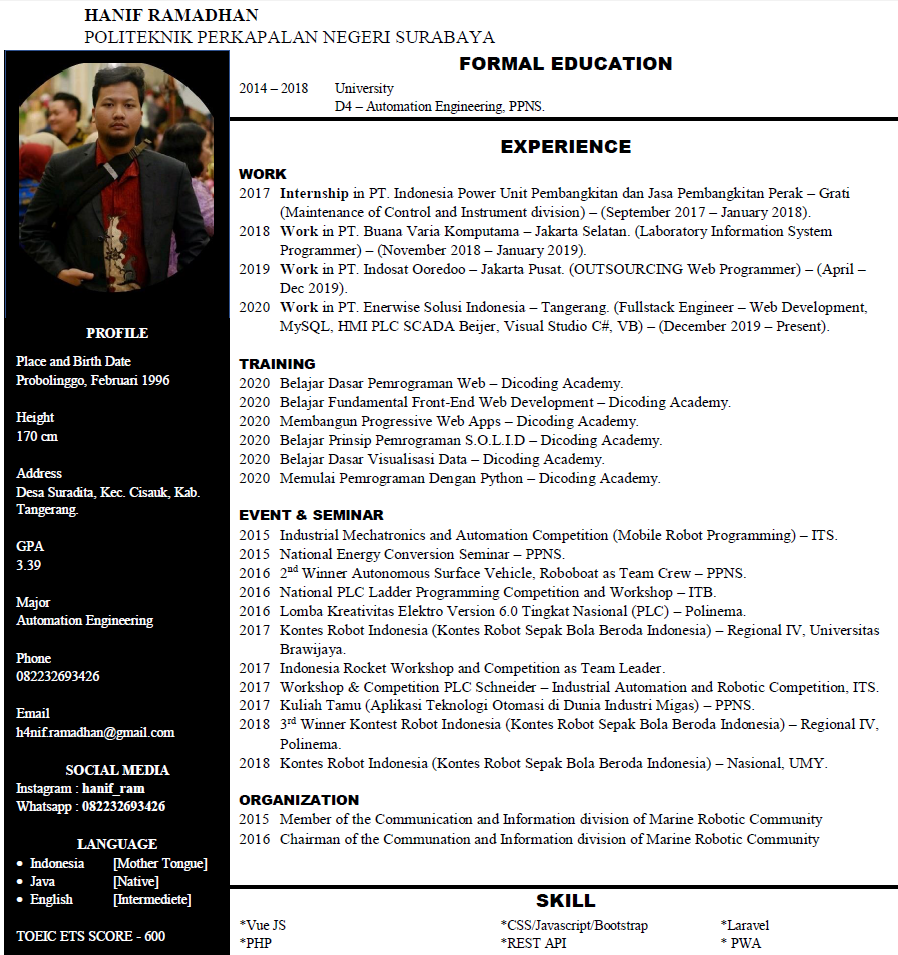 HANIF RAMADHAN
POLITEKNIK PERKAPALAN NEGERI SURABAYA
PROFILE
Place and Birth Date
Probolinggo, Februari 1996
Height
170 cm
Address
Desa Suradita, Kec. Cisauk, Kab.
Tangerang.
GPA
3.39
Major
Automation Engineering
Phone
082232693426
Email
h4nif.ramadhan@gmail.com
SOCIAL MEDIA
Instagram : hanif_ram
Whatsapp : 082232693426
LANGUAGE
• Indonesia [Mother Tongue]
• Java [Native]
• English [Intermediete]
TOEIC ETS SCORE - 600
FORMAL EDUCATION
2014 – 2018 University
D4 – Automation Engineering, PPNS.
EXPERIENCE
WORK
2017 Internship in PT. Indonesia Power Unit Pembangkitan dan Jasa Pembangkitan Perak – Grati
(Maintenance of Control and Instrument division) – (September 2017 – January 2018).
2018 Work in PT. Buana Varia Komputama – Jakarta Selatan. (Laboratory Information System
Programmer) – (November 2018 – January 2019).
2019 Work in PT. Indosat Ooredoo – Jakarta Pusat. (OUTSOURCING Web Programmer) – (April –
Dec 2019).
2020 Work in PT. Enerwise Solusi Indonesia – Tangerang. (Fullstack Engineer – Web Development,
MySQL, HMI PLC SCADA Beijer, Visual Studio C#, VB) – (December 2019 – Present).
TRAINING
2020 Belajar Dasar Pemrograman Web – Dicoding Academy.
2020 Belajar Fundamental Front-End Web Development – Dicoding Academy.
2020 Membangun Progressive Web Apps – Dicoding Academy.
2020 Belajar Prinsip Pemrograman S.O.L.I.D – Dicoding Academy.
2020 Belajar Dasar Visualisasi Data – Dicoding Academy.
2020 Memulai Pemrograman Dengan Python – Dicoding Academy.
EVENT & SEMINAR
2015 Industrial Mechatronics and Automation Competition (Mobile Robot Programming) – ITS.
2015 National Energy Conversion Seminar – PPNS.
2016 2nd Winner Autonomous Surface Vehicle, Roboboat as Team Crew – PPNS.
2016 National PLC Ladder Programming Competition and Workshop – ITB.
2016 Lomba Kreativitas Elektro Version 6.0 Tingkat Nasional (PLC) – Polinema.
2017 Kontes Robot Indonesia (Kontes Robot Sepak Bola Beroda Indonesia) – Regional IV, Universitas
Brawijaya.
2017 Indonesia Rocket Workshop and Competition as Team Leader.
2017 Workshop & Competition PLC Schneider – Industrial Automation and Robotic Competition, ITS.
2017 Kuliah Tamu (Aplikasi Teknologi Otomasi di Dunia Industri Migas) – PPNS.
2018 3rd Winner Kontest Robot Indonesia (Kontes Robot Sepak Bola Beroda Indonesia) – Regional IV,
Polinema.
2018 Kontes Robot Indonesia (Kontes Robot Sepak Bola Beroda Indonesia) – Nasional, UMY.
ORGANIZATION
2015 Member of the Communication and Information division of Marine Robotic Community
2016 Chairman of the Communation and Information division of Marine Robotic Community
SKILL
*Vue JS *CSS/Javascript/Bootstrap *Laravel
*PHP *REST API * PWA